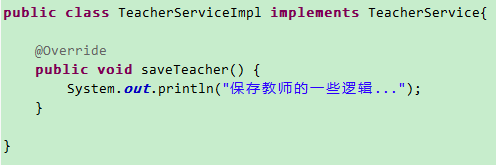 public class TeacherServiceImpl implements TeacherService{
@Override
public void saveTeacher() {
System.out.println("保存教师的一些逻辑...");
}
}